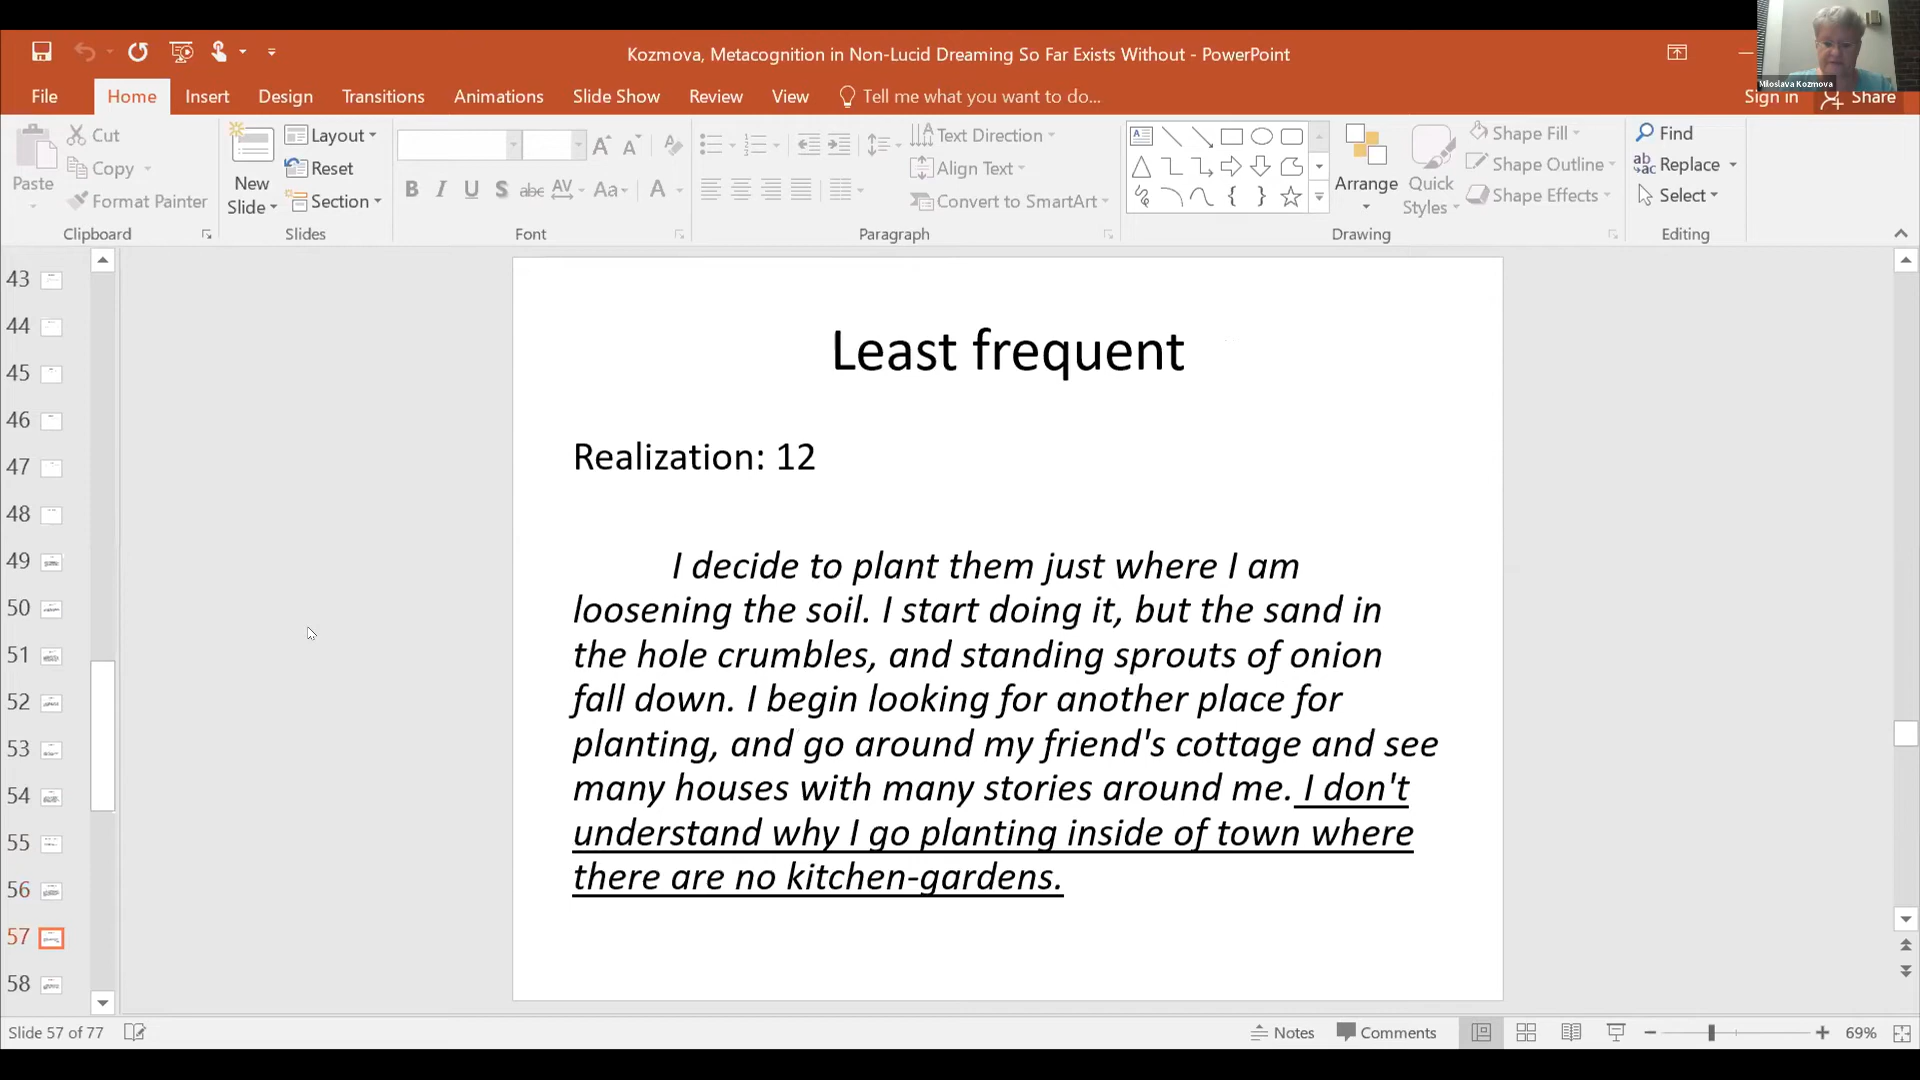 Kozmova, Metacognition in Non-Lucid Dreaming So Far Exists Without - PowerPoint
Miloslava Kozmova
File
Home
Insert
Design
Transitions
Animations
Slide Show
Review
View
Tell me what you want to do...
Sign in
Share
Paste
Cut
Copy
Format Painter
Clipboard
New
Slide
Layout
Reset
Section
Slides
B I U S abc AV Aa A
Font
Text Direction
Align Text
Convert to SmartArt
Paragraph
Arrange
Quick
Styles
Shape Fill
Shape Outline
Shape Effects
Drawing
Find
Replace
Select
Editing
43
44
45
46
47
48
49
50
51
52
53
54
55
56
57
58
Least frequent
Realization: 12
I decide to plant them just where I am
loosening the soil. I start doing it, but the sand in
the hole crumbles, and standing sprouts of onion
fall down. I begin looking for another place for
planting, and go around my friend's cottage and see
many houses with many stories around me. I don't
understand why I go planting inside of town where
there are no kitchen-gardens.
Slide 57 of 77
Notes
Comments
69%